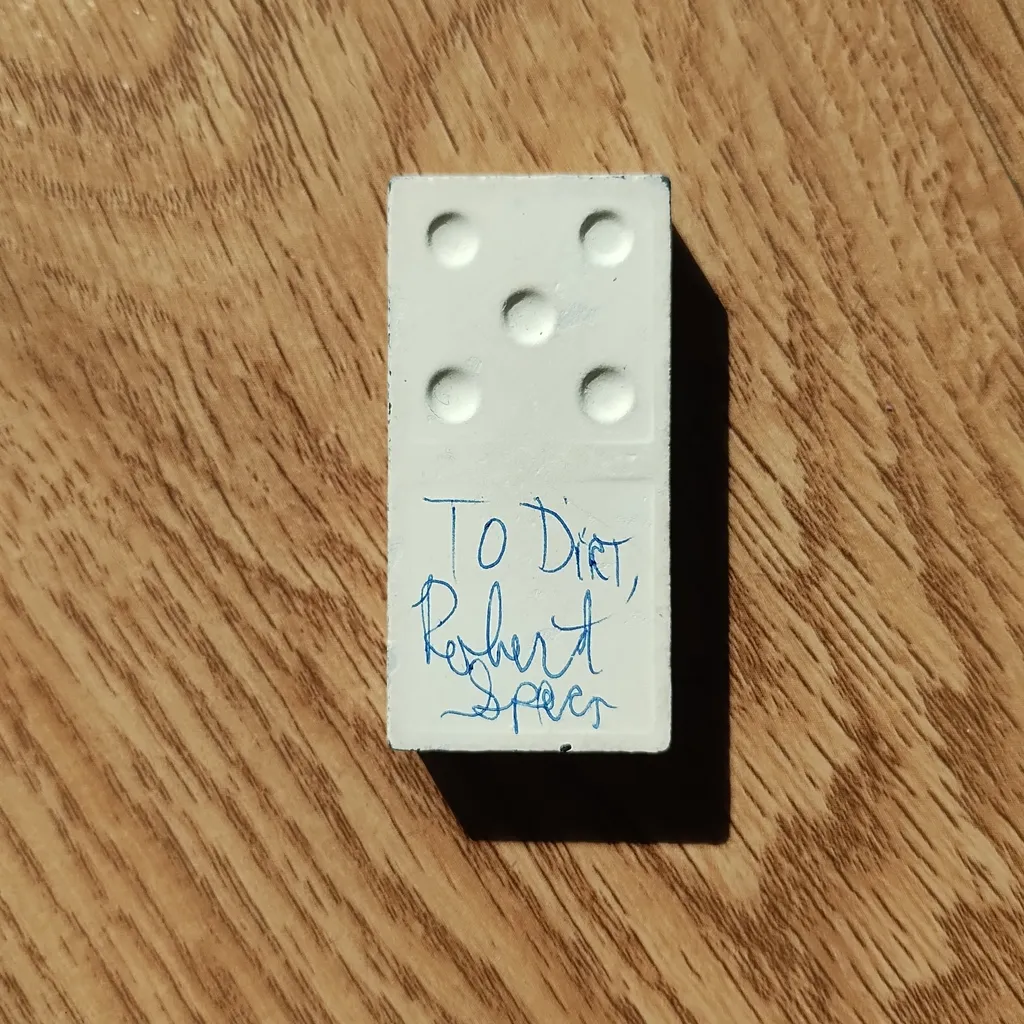 To Dirt,
Robert
Speer